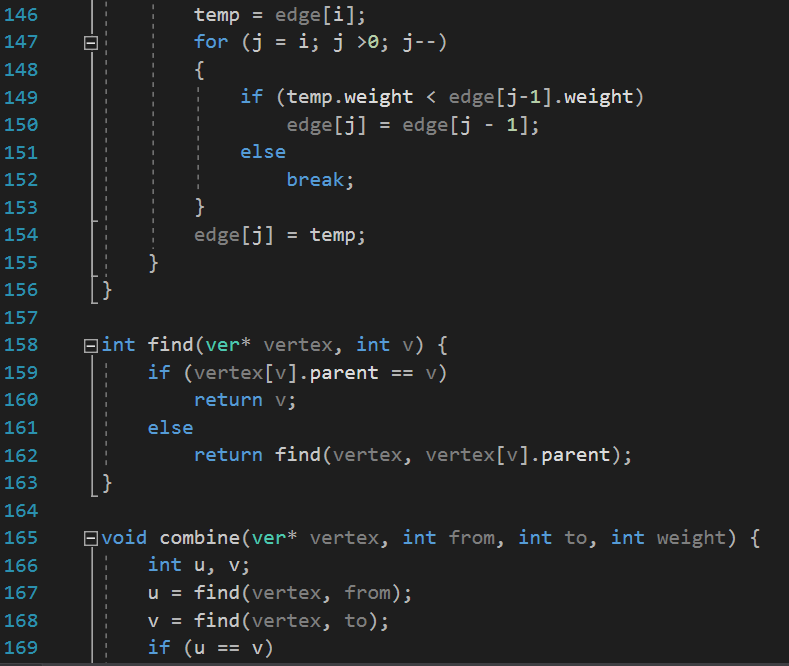 146 temp = edge[i];
147 for (j = i; j >0; j--)
148 {
149 if (temp.weight < edge[j-1].weight)
150 edge[j] = edge[j - 1];
151 else
152 break;
153 }
154 edge[j] = temp;
155 }
156 }
157
158 int find(ver* vertex, int v) {
159 if (vertex[v].parent == v)
160 return v;
161 else
162 return find(vertex, vertex[v].parent);
163 }
164
165 void combine(ver* vertex, int from, int to, int weight) {
166 int u, v;
167 u = find(vertex, from);
168 v = find(vertex, to);
169 if (u == v)